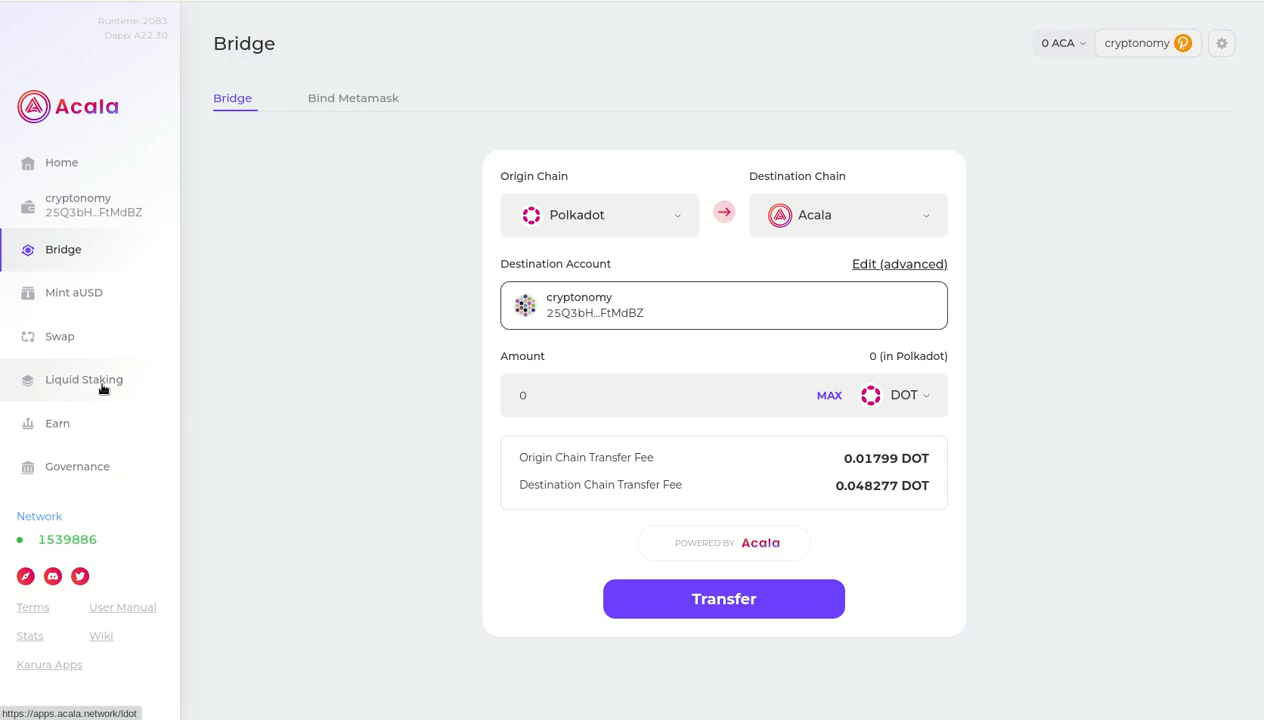 Runtime: 2083
Dapp: A22.30
Acala
Home
cryptonomy
25Q3bH...FtMdBZ
Bridge
Mint aUSD
Swap
Liquid Staking
Earn
Governance
Network
1539886
Terms
User Manual
Stats
Wiki
Karura Apps
https://apps.acala.network/ldot
Bridge
0 ACA
cryptonomy
Bridge
Bind Metamask
Origin Chain
Destination Chain
Polkadot
Acala
Destination Account
Edit (advanced)
cryptonomy
25Q3bH...FtMdBZ
Amount
0 (in Polkadot)
0
MAX
DOT
Origin Chain Transfer Fee
0.01799 DOT
Destination Chain Transfer Fee
0.048277 DOT
POWERED BY Acala
Transfer